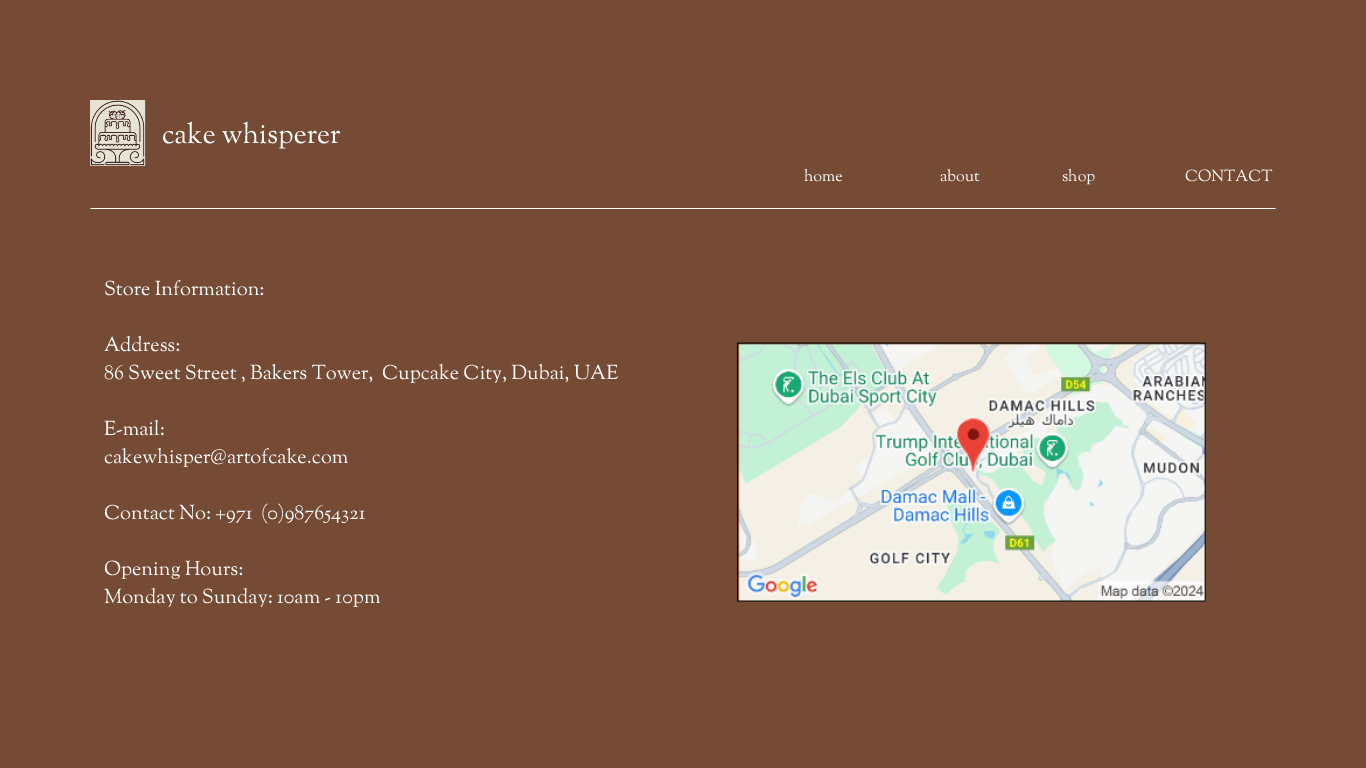 cake whisperer
home about shop CONTACT
Store Information:
Address:
86 Sweet Street , Bakers Tower, Cupcake City, Dubai, UAE
E-mail:
cakewhisper@artofcake.com
Contact No: +971 (0)987654321
Opening Hours:
Monday to Sunday: 10am - 10pm
The Els Club At
Dubai Sport City
D54
ARABIAN
RANCHES
DAMAC HILLS
داماك هيلز
Trump International
Golf Club, Dubai
MUDON
Damac Mall -
Damac Hills
D61
GOLF CITY
Google
Map data ©2024